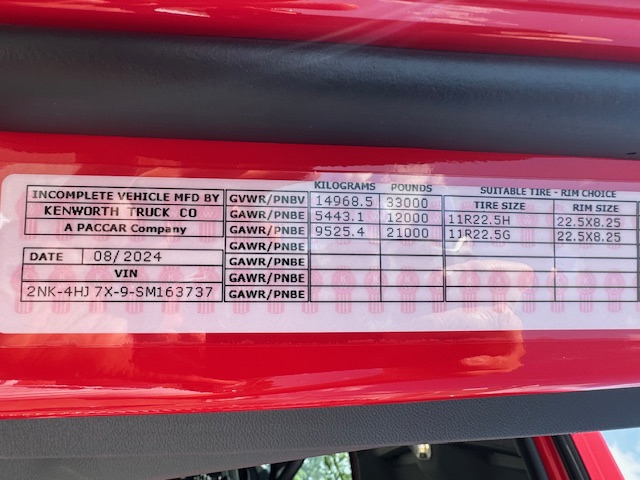 KILOGRAMS POUNDS SUITABLE TIRE - RIM CHOICE
INCOMPLETE VEHICLE MFD BY GVWR/PNBV 14968.5 33000 TIRE SIZE RIM SIZE
KENWORTH TRUCK CO GAWR/PNBE 5443.1 12000 11R22.5H 22.5X8.25
A PACCAR Company GAWR/PNBE 9525.4 21000 11R22.5G 22.5X8.25
GAWR/PNBE
DATE 08/2024 GAWR/PNBE
VIN GAWR/PNBE
2NK-4HJ7X-9-SM163737 GAWR/PNBE